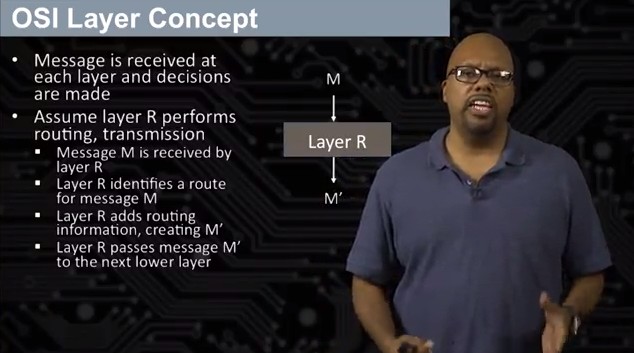 OSI Layer Concept
• Message is received at
each layer and decisions
are made
• Assume layer R performs
routing, transmission
▪ Message M is received by
layer R
▪ Layer R identifies a route
for message M
▪ Layer R adds routing
information, creating M’
▪ Layer R passes message M’
to the next lower layer
M
Layer R
M’